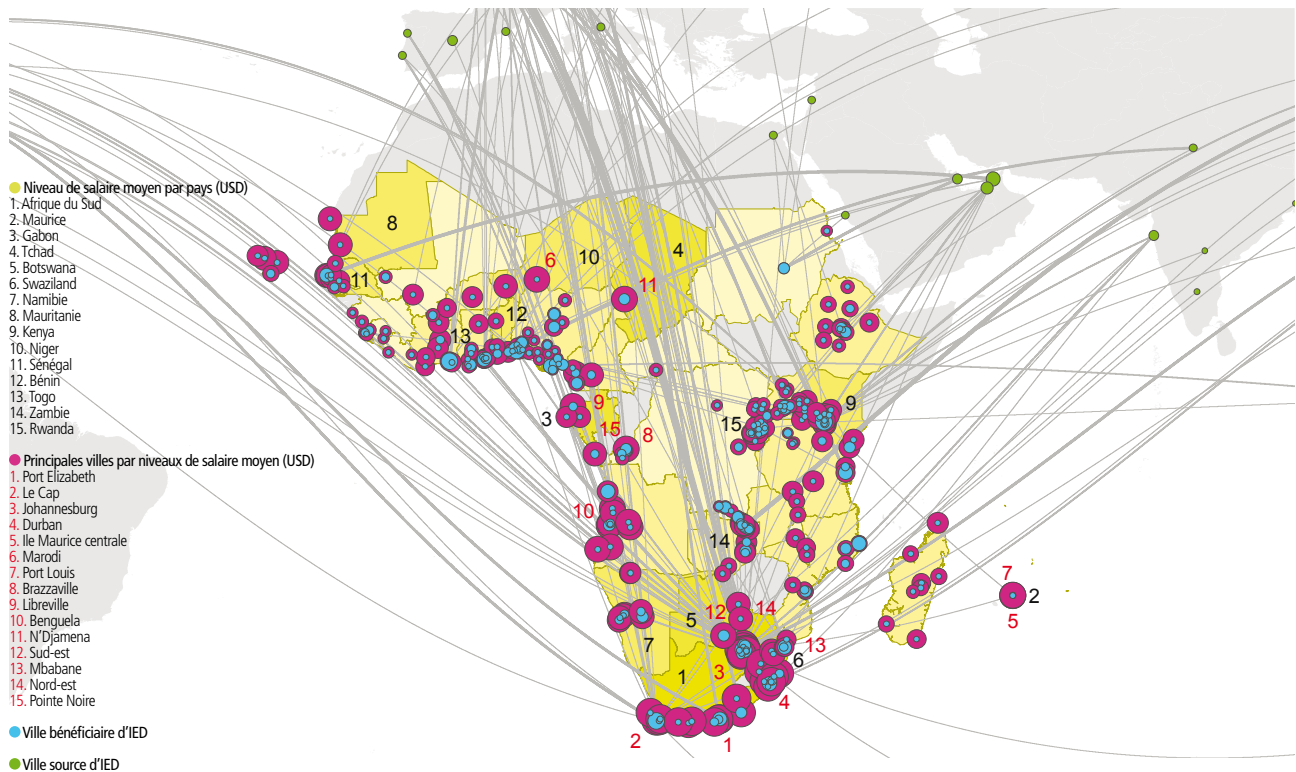 Niveau de salaire moyen par pays (USD)
1. Afrique du Sud
2. Maurice
3. Gabon
4. Tchad
5. Botswana
6. Swaziland
7. Namibie
8. Mauritanie
9. Kenya
10. Niger
11. Sénégal
12. Bénin
13. Togo
14. Zambie
15. Rwanda
Principales villes par niveaux de salaire moyen (USD)
1. Port Elizabeth
2. Le Cap
3. Johannesburg
4. Durban
5. Ile Maurice centrale
6. Marodi
7. Port Louis
8. Brazzaville
9. Libreville
10. Benguela
11. N'Djamena
12. Sud-est
13. Mbabane
14. Nord-est
15. Pointe Noire
Ville bénéficiaire d'IED
Ville source d'IED
8
10
4
6
11
11
12
13
9
3
9
15
8
15
10
14
7
2
5
12
14
5
7
13
6
3
1
4
2
1